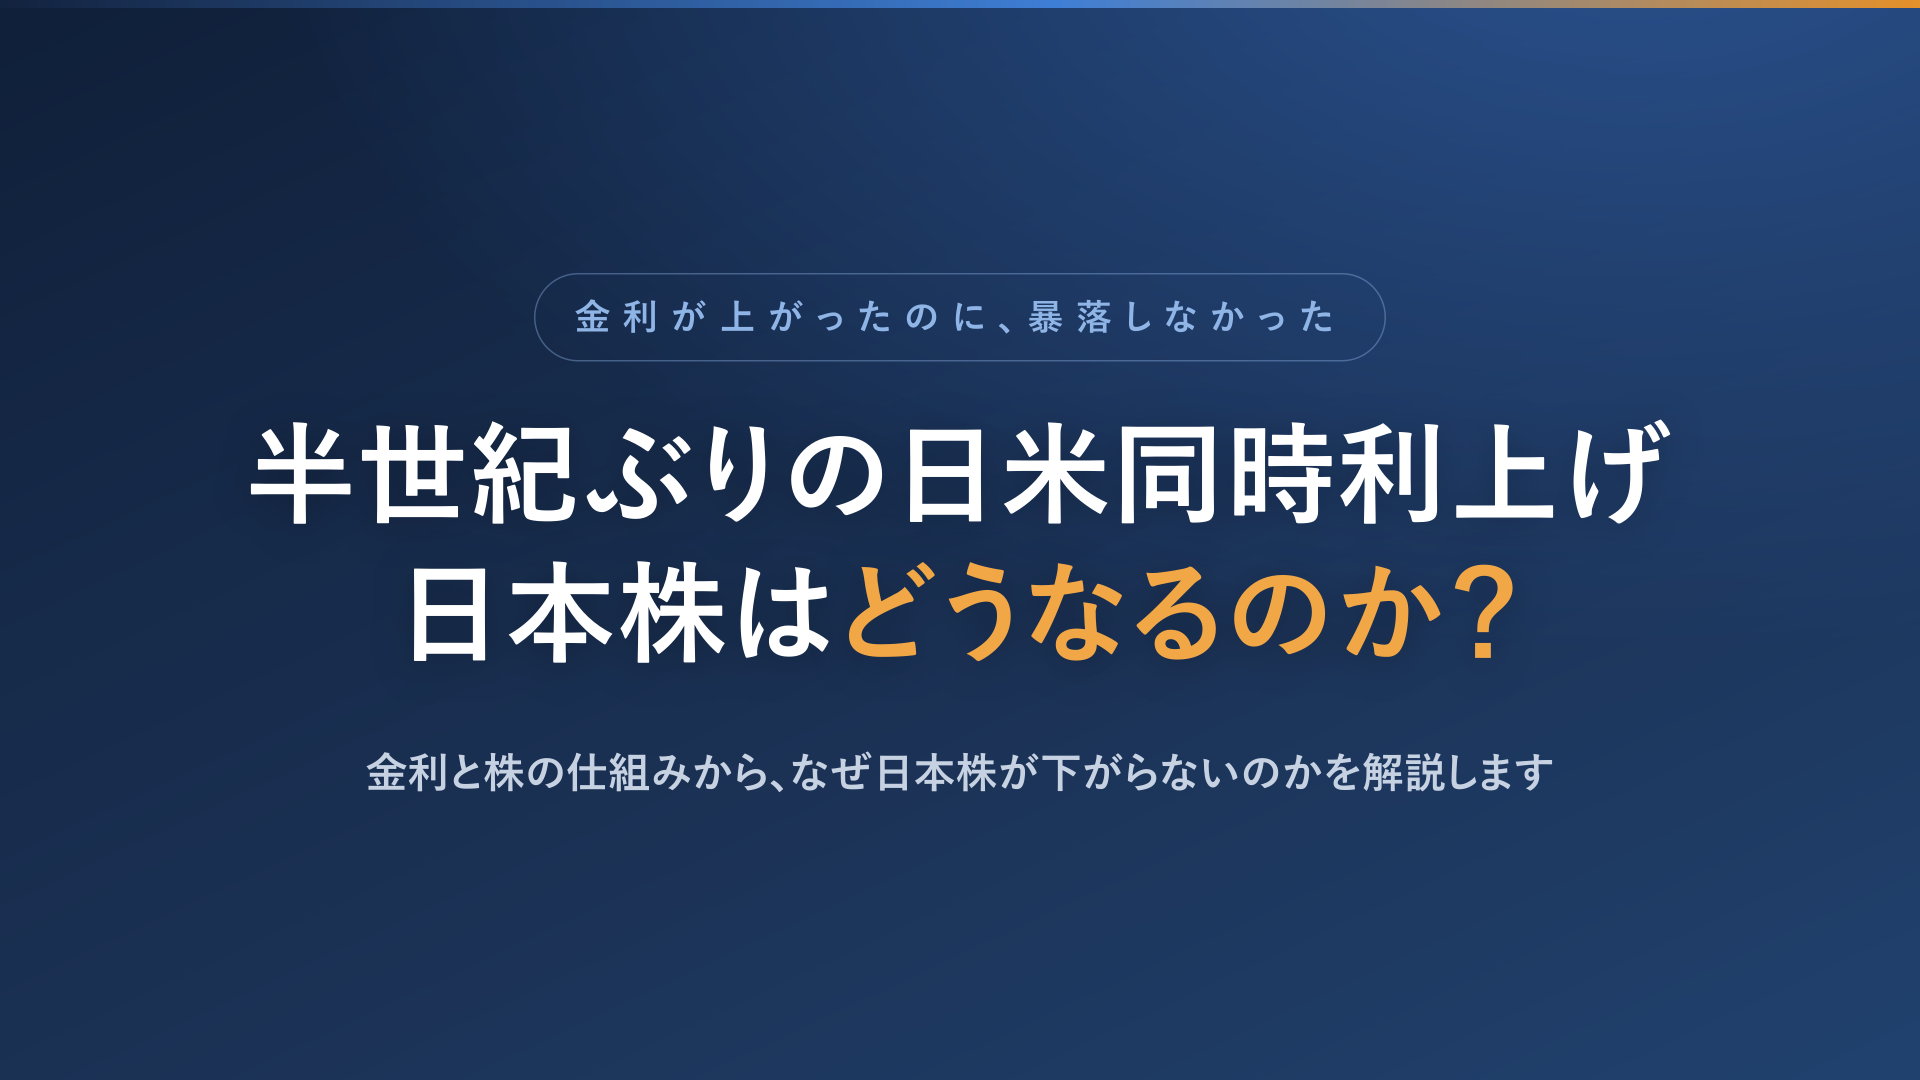 金利が上がったのに、暴落しなかった
半世紀ぶりの日米同時利上げ
日本株はどうなるのか？
金利と株の仕組みから、なぜ日本株が下がらないのかを解説します